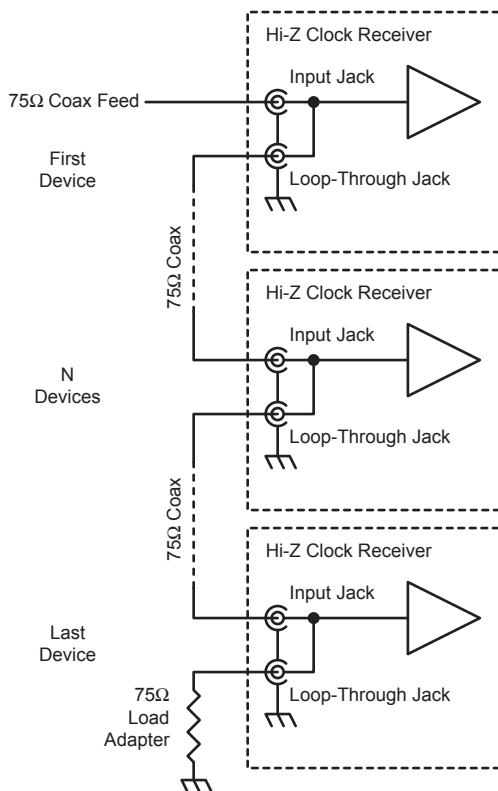 Hi-Z Clock Receiver
Input Jack
75Ω Coax Feed
First
Device
Loop-Through Jack
75Ω Coax
Hi-Z Clock Receiver
Input Jack
N
Devices
Loop-Through Jack
75Ω Coax
Hi-Z Clock Receiver
Input Jack
Last
Device
Loop-Through Jack
75Ω
Load
Adapter